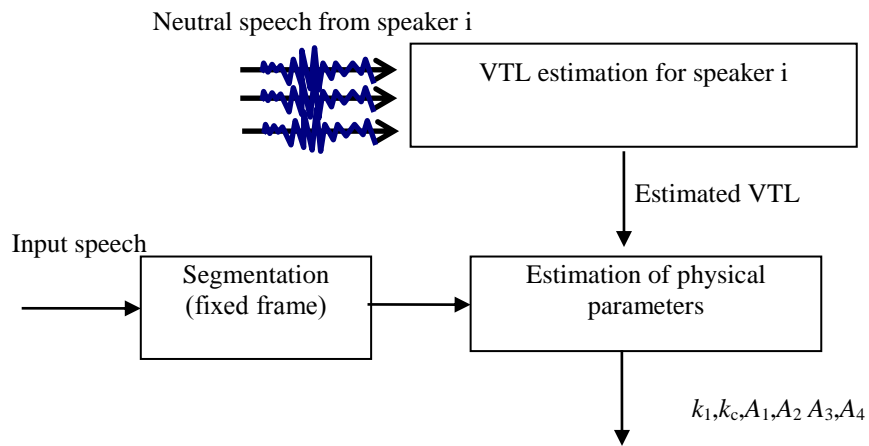 Neutral speech from speaker i
VTL estimation for speaker i
Estimated VTL
Input speech
Segmentation
(fixed frame)
Estimation of physical
parameters
k₁,k_c,A₁,A₂ A₃,A₄